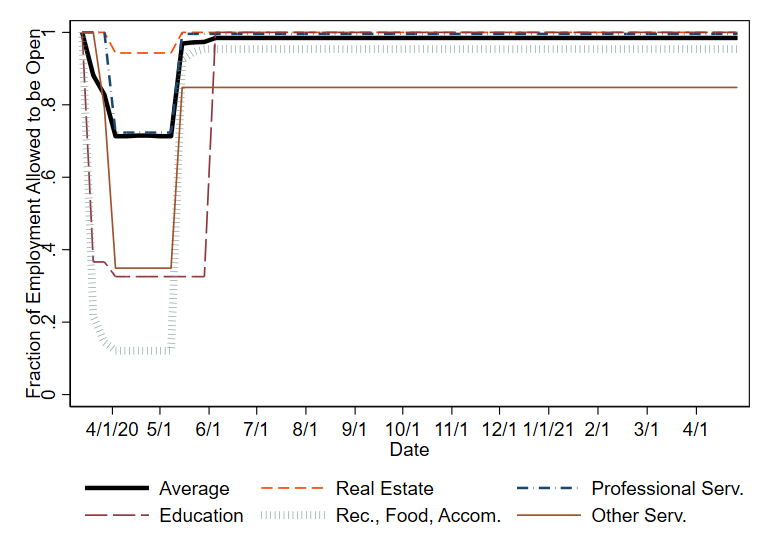 Fraction of Employment Allowed to be Open
1
.8
.6
.4
.2
0
4/1/20 5/1 6/1 7/1 8/1 9/1 10/1 11/1 12/1 1/1/21 2/1 3/1 4/1
Date
Average Real Estate Professional Serv.
Education Rec., Food, Accom. Other Serv.